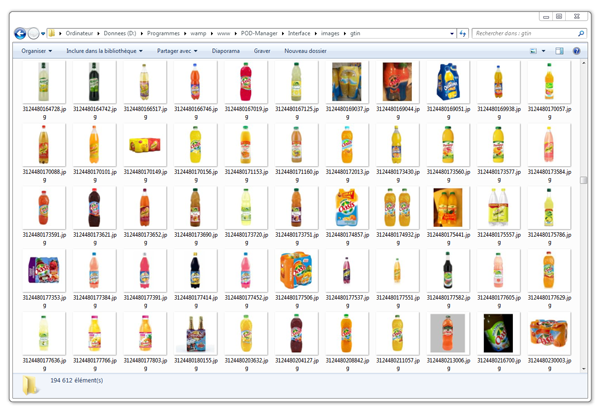 Ordinateur ▸ Donnees (D:) ▸ Programmes ▸ wamp ▸ www ▸ POD-Manager ▸ Interface ▸ images ▸ gtin
Rechercher dans : gtin
Organiser Inclure dans la bibliothèque Partager avec Diaporama Graver Nouveau dossier
3124480164728.jpg 3124480164742.jpg 3124480166517.jpg 3124480166746.jpg 3124480167019.jpg 3124480167125.jpg 3124480169037.jpg 3124480169044.jpg 3124480169051.jpg 3124480169938.jpg 3124480170057.jpg
3124480170088.jpg 3124480170101.jpg 3124480170149.jpg 3124480170156.jpg 3124480171153.jpg 3124480171160.jpg 3124480172013.jpg 3124480173430.jpg 3124480173560.jpg 3124480173577.jpg 3124480173584.jpg
3124480173591.jpg 3124480173621.jpg 3124480173652.jpg 3124480173690.jpg 3124480173720.jpg 3124480173751.jpg 3124480174857.jpg 3124480174932.jpg 3124480175441.jpg 3124480175557.jpg 3124480175786.jpg
3124480177353.jpg 3124480177384.jpg 3124480177391.jpg 3124480177414.jpg 3124480177452.jpg 3124480177506.jpg 3124480177537.jpg 3124480177551.jpg 3124480177582.jpg 3124480177605.jpg 3124480177629.jpg
3124480177636.jpg 3124480177766.jpg 3124480177803.jpg 3124480180155.jpg 3124480203632.jpg 3124480204127.jpg 3124480208842.jpg 3124480211057.jpg 3124480213006.jpg 3124480216700.jpg 3124480230003.jpg
194 612 élément(s)